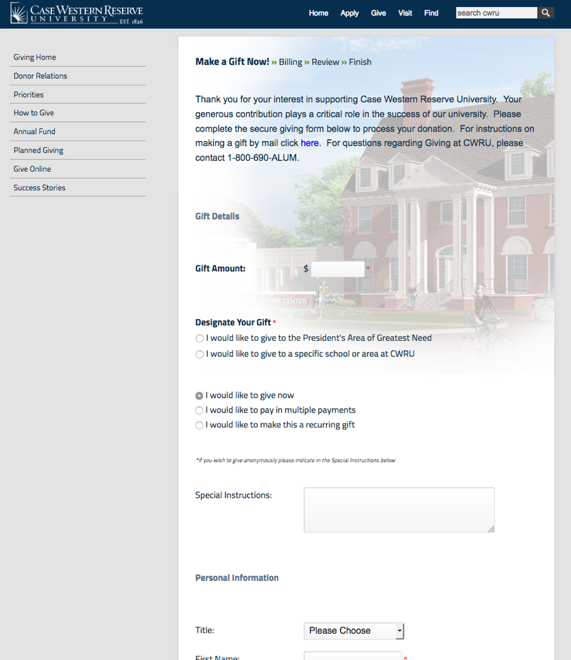 CASE WESTERN RESERVE
UNIVERSITY EST. 1826
Home Apply Give Visit Find search cwru
Giving Home
Donor Relations
Priorities
How to Give
Annual Fund
Planned Giving
Give Online
Success Stories
Make a Gift Now! » Billing » Review » Finish
Thank you for your interest in supporting Case Western Reserve University. Your
generous contribution plays a critical role in the success of our university. Please
complete the secure giving form below to process your donation. For instructions on
making a gift by mail click here. For questions regarding Giving at CWRU, please
contact 1-800-690-ALUM.
Gift Details
Gift Amount: $ *
CENTER
Designate Your Gift *
I would like to give to the President's Area of Greatest Need
I would like to give to a specific school or area at CWRU
I would like to give now
I would like to pay in multiple payments
I would like to make this a recurring gift
*If you wish to give anonymously please indicate in the Special Instructions below
Special Instructions:
Personal Information
Title: Please Choose
First Name: *